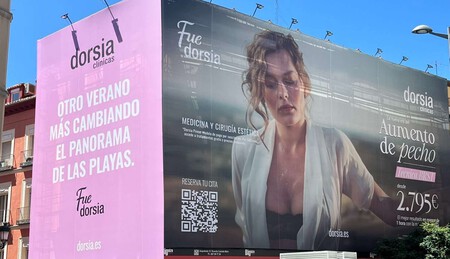 dorsia
clínicas
OTRO VERANO
MÁS CAMBIANDO
EL PANORAMA
DE LAS PLAYAS.
Fue
dorsia
dorsia.es
Fue
dorsia
MEDICINA Y CIRUGÍA
RESERVA TU CITA
dorsia
clínicas
Aumento
de pecho
desde
2.795€
dorsia.es